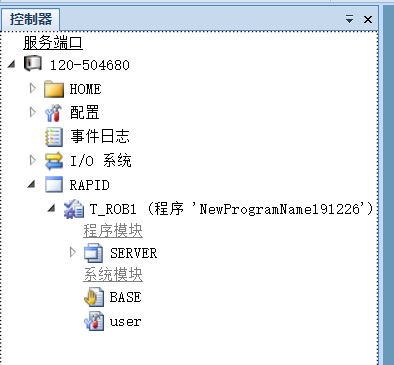 控制器
服务端口
120-504680
HOME
配置
事件日志
I/O 系统
RAPID
T_ROB1 (程序 'NewProgramName191226')
程序模块
SERVER
系统模块
BASE
user